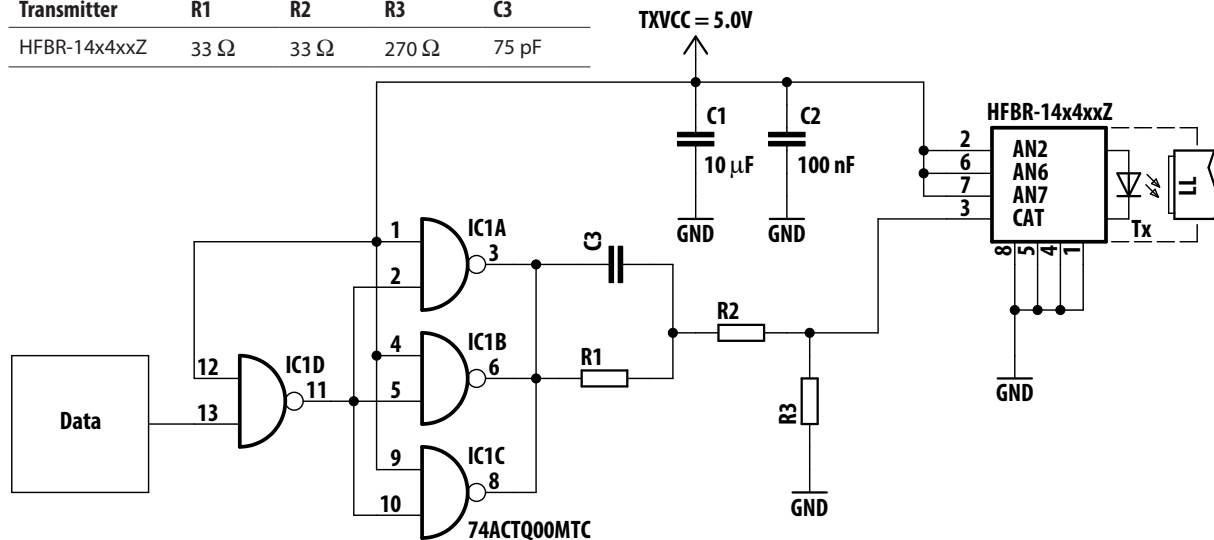 Transmitter R1 R2 R3 C3
HFBR-14x4xxZ 33 Ω 33 Ω 270 Ω 75 pF
TXVCC = 5.0V
C1
10 μF
GND
C2
100 nF
GND
HFBR-14x4xxZ
2 AN2
6 AN6
7 AN7
3 CAT
Tx
LL
8 5 4 1
GND
1
2
IC1A
3
C3
4
5
IC1B
6
R1
R2
R3
GND
12
13
IC1D
11
Data
9
10
IC1C
8
74ACTQ00MTC